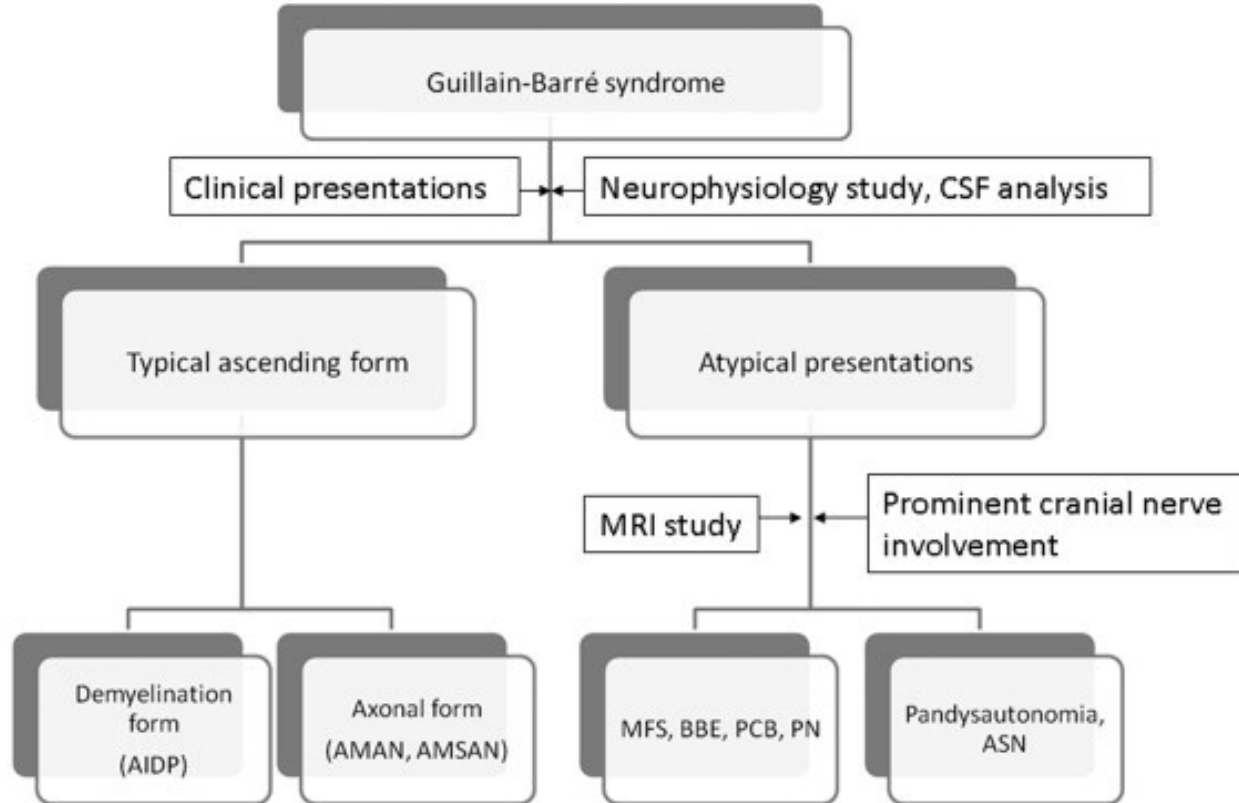 Guillain-Barré syndrome
Clinical presentations
Neurophysiology study, CSF analysis
Typical ascending form
Atypical presentations
MRI study
Prominent cranial nerve
involvement
Demyelination
form
(AIDP)
Axonal form
(AMAN, AMSAN)
MFS, BBE, PCB, PN
Pandysautonomia,
ASN